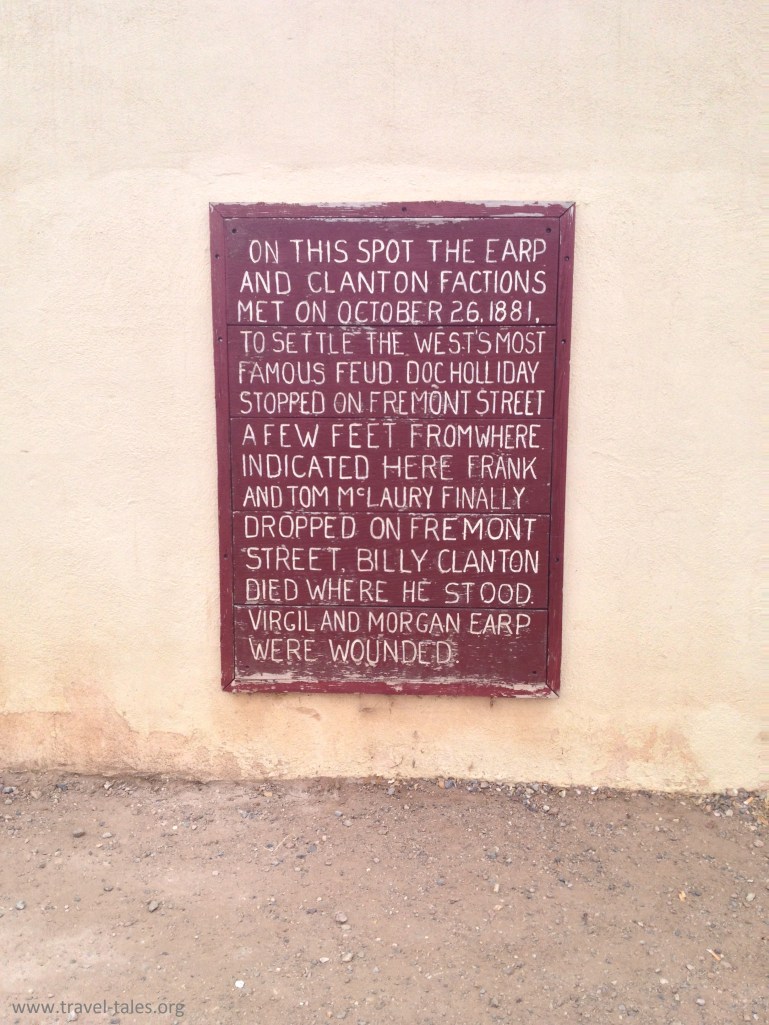 ON THIS SPOT THE EARP
AND CLANTON FACTIONS
MET ON OCTOBER 26, 1881,
TO SETTLE THE WEST'S MOST
FAMOUS FEUD. DOC HOLLIDAY
STOPPED ON FREMONT STREET
A FEW FEET FROM WHERE
INDICATED HERE FRANK
AND TOM McLAURY FINALLY
DROPPED ON FREMONT
STREET, BILLY CLANTON
DIED WHERE HE STOOD.
VIRGIL AND MORGAN EARP
WERE WOUNDED.
www.travel-tales.org